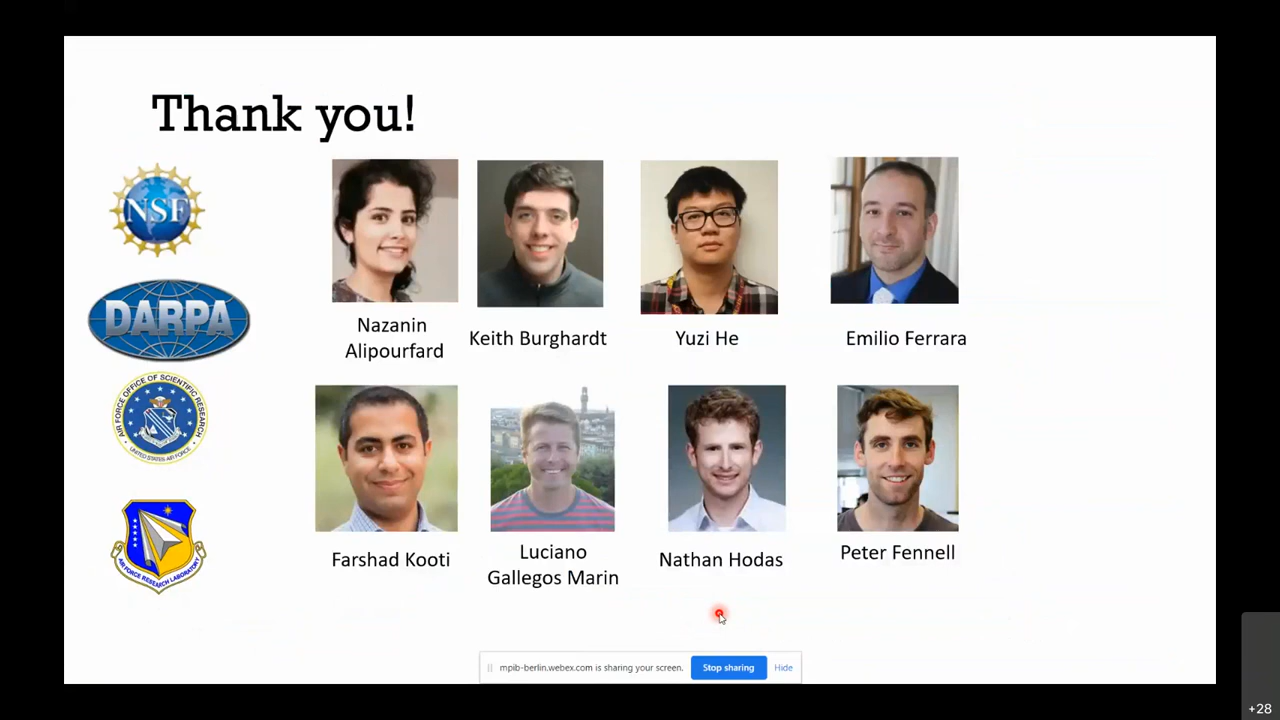 Thank you!
NSF
DARPA
AIR FORCE OFFICE OF SCIENTIFIC RESEARCH
UNITED STATES AIR FORCE
AIR FORCE RESEARCH LABORATORY
Nazanin
Alipourfard
Keith Burghardt
Yuzi He
Emilio Ferrara
Farshad Kooti
Luciano
Gallegos Marin
Nathan Hodas
Peter Fennell
mpib-berlin.webex.com is sharing your screen.
Stop sharing
Hide
+28